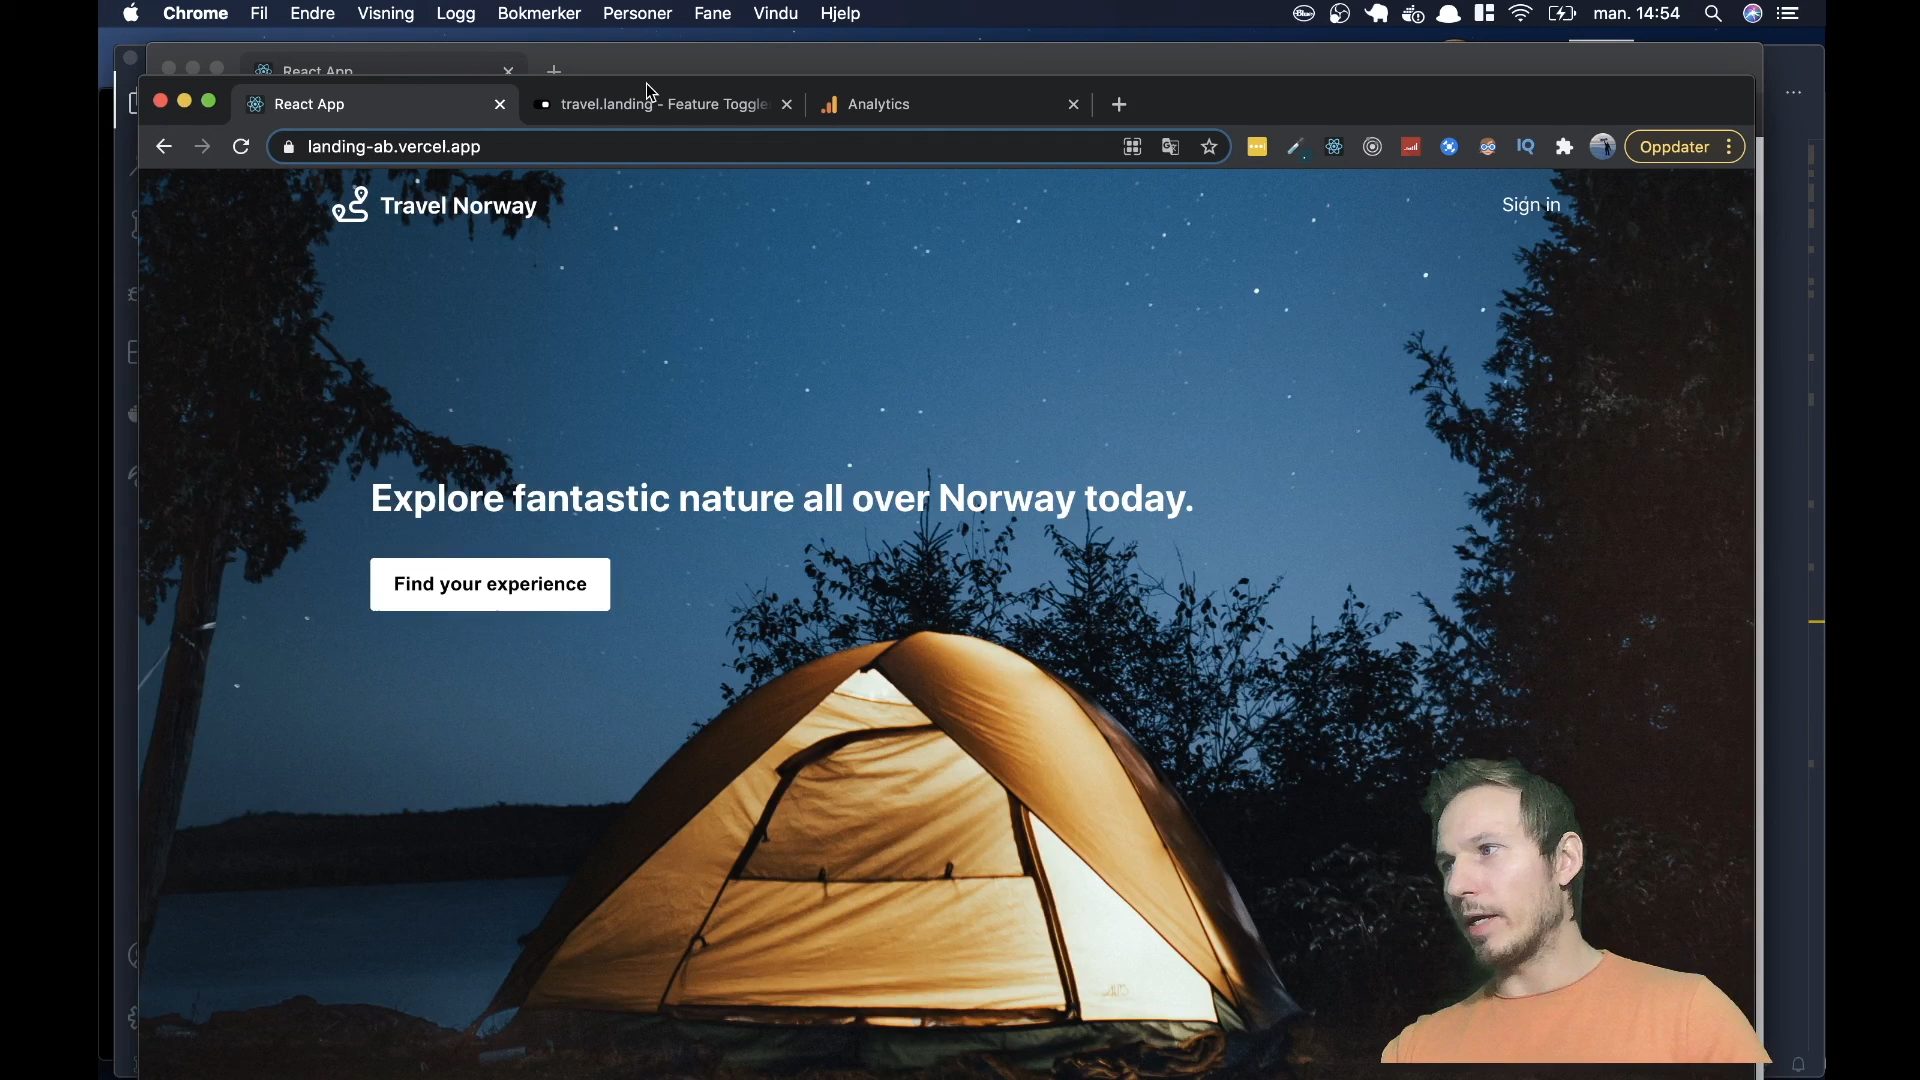 Chrome Fil Endre Visning Logg Bokmerker Personer Fane Vindu Hjelp man. 14:54
React App
React App travel.landing - Feature Toggle Analytics
landing-ab.vercel.app Oppdater
Travel Norway Sign in
Explore fantastic nature all over Norway today.
Find your experience